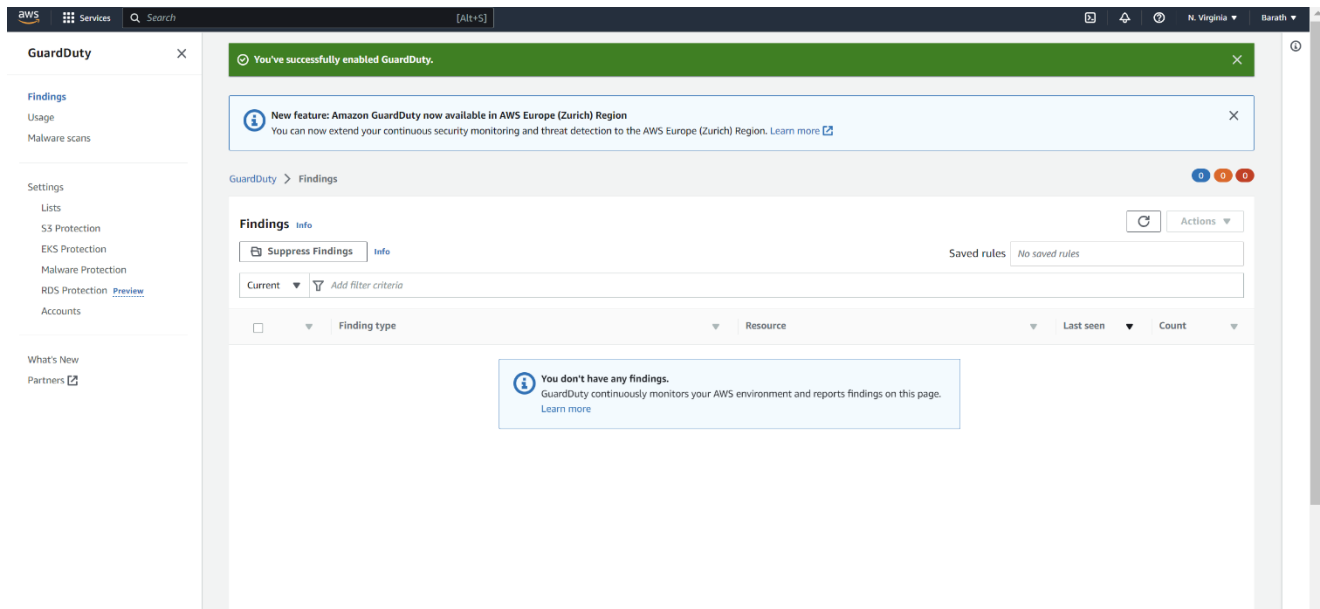 aws Services Search [Alt+S] N. Virginia Barath
GuardDuty
Findings
Usage
Malware scans
Settings
Lists
S3 Protection
EKS Protection
Malware Protection
RDS Protection Preview
Accounts
What's New
Partners
You've successfully enabled GuardDuty.
New feature: Amazon GuardDuty now available in AWS Europe (Zurich) Region
You can now extend your continuous security monitoring and threat detection to the AWS Europe (Zurich) Region. Learn more
GuardDuty > Findings 0 0 0
Findings Info Actions
Suppress Findings Info Saved rules No saved rules
Current Add filter criteria
Finding type Resource Last seen Count
You don't have any findings.
GuardDuty continuously monitors your AWS environment and reports findings on this page.
Learn more